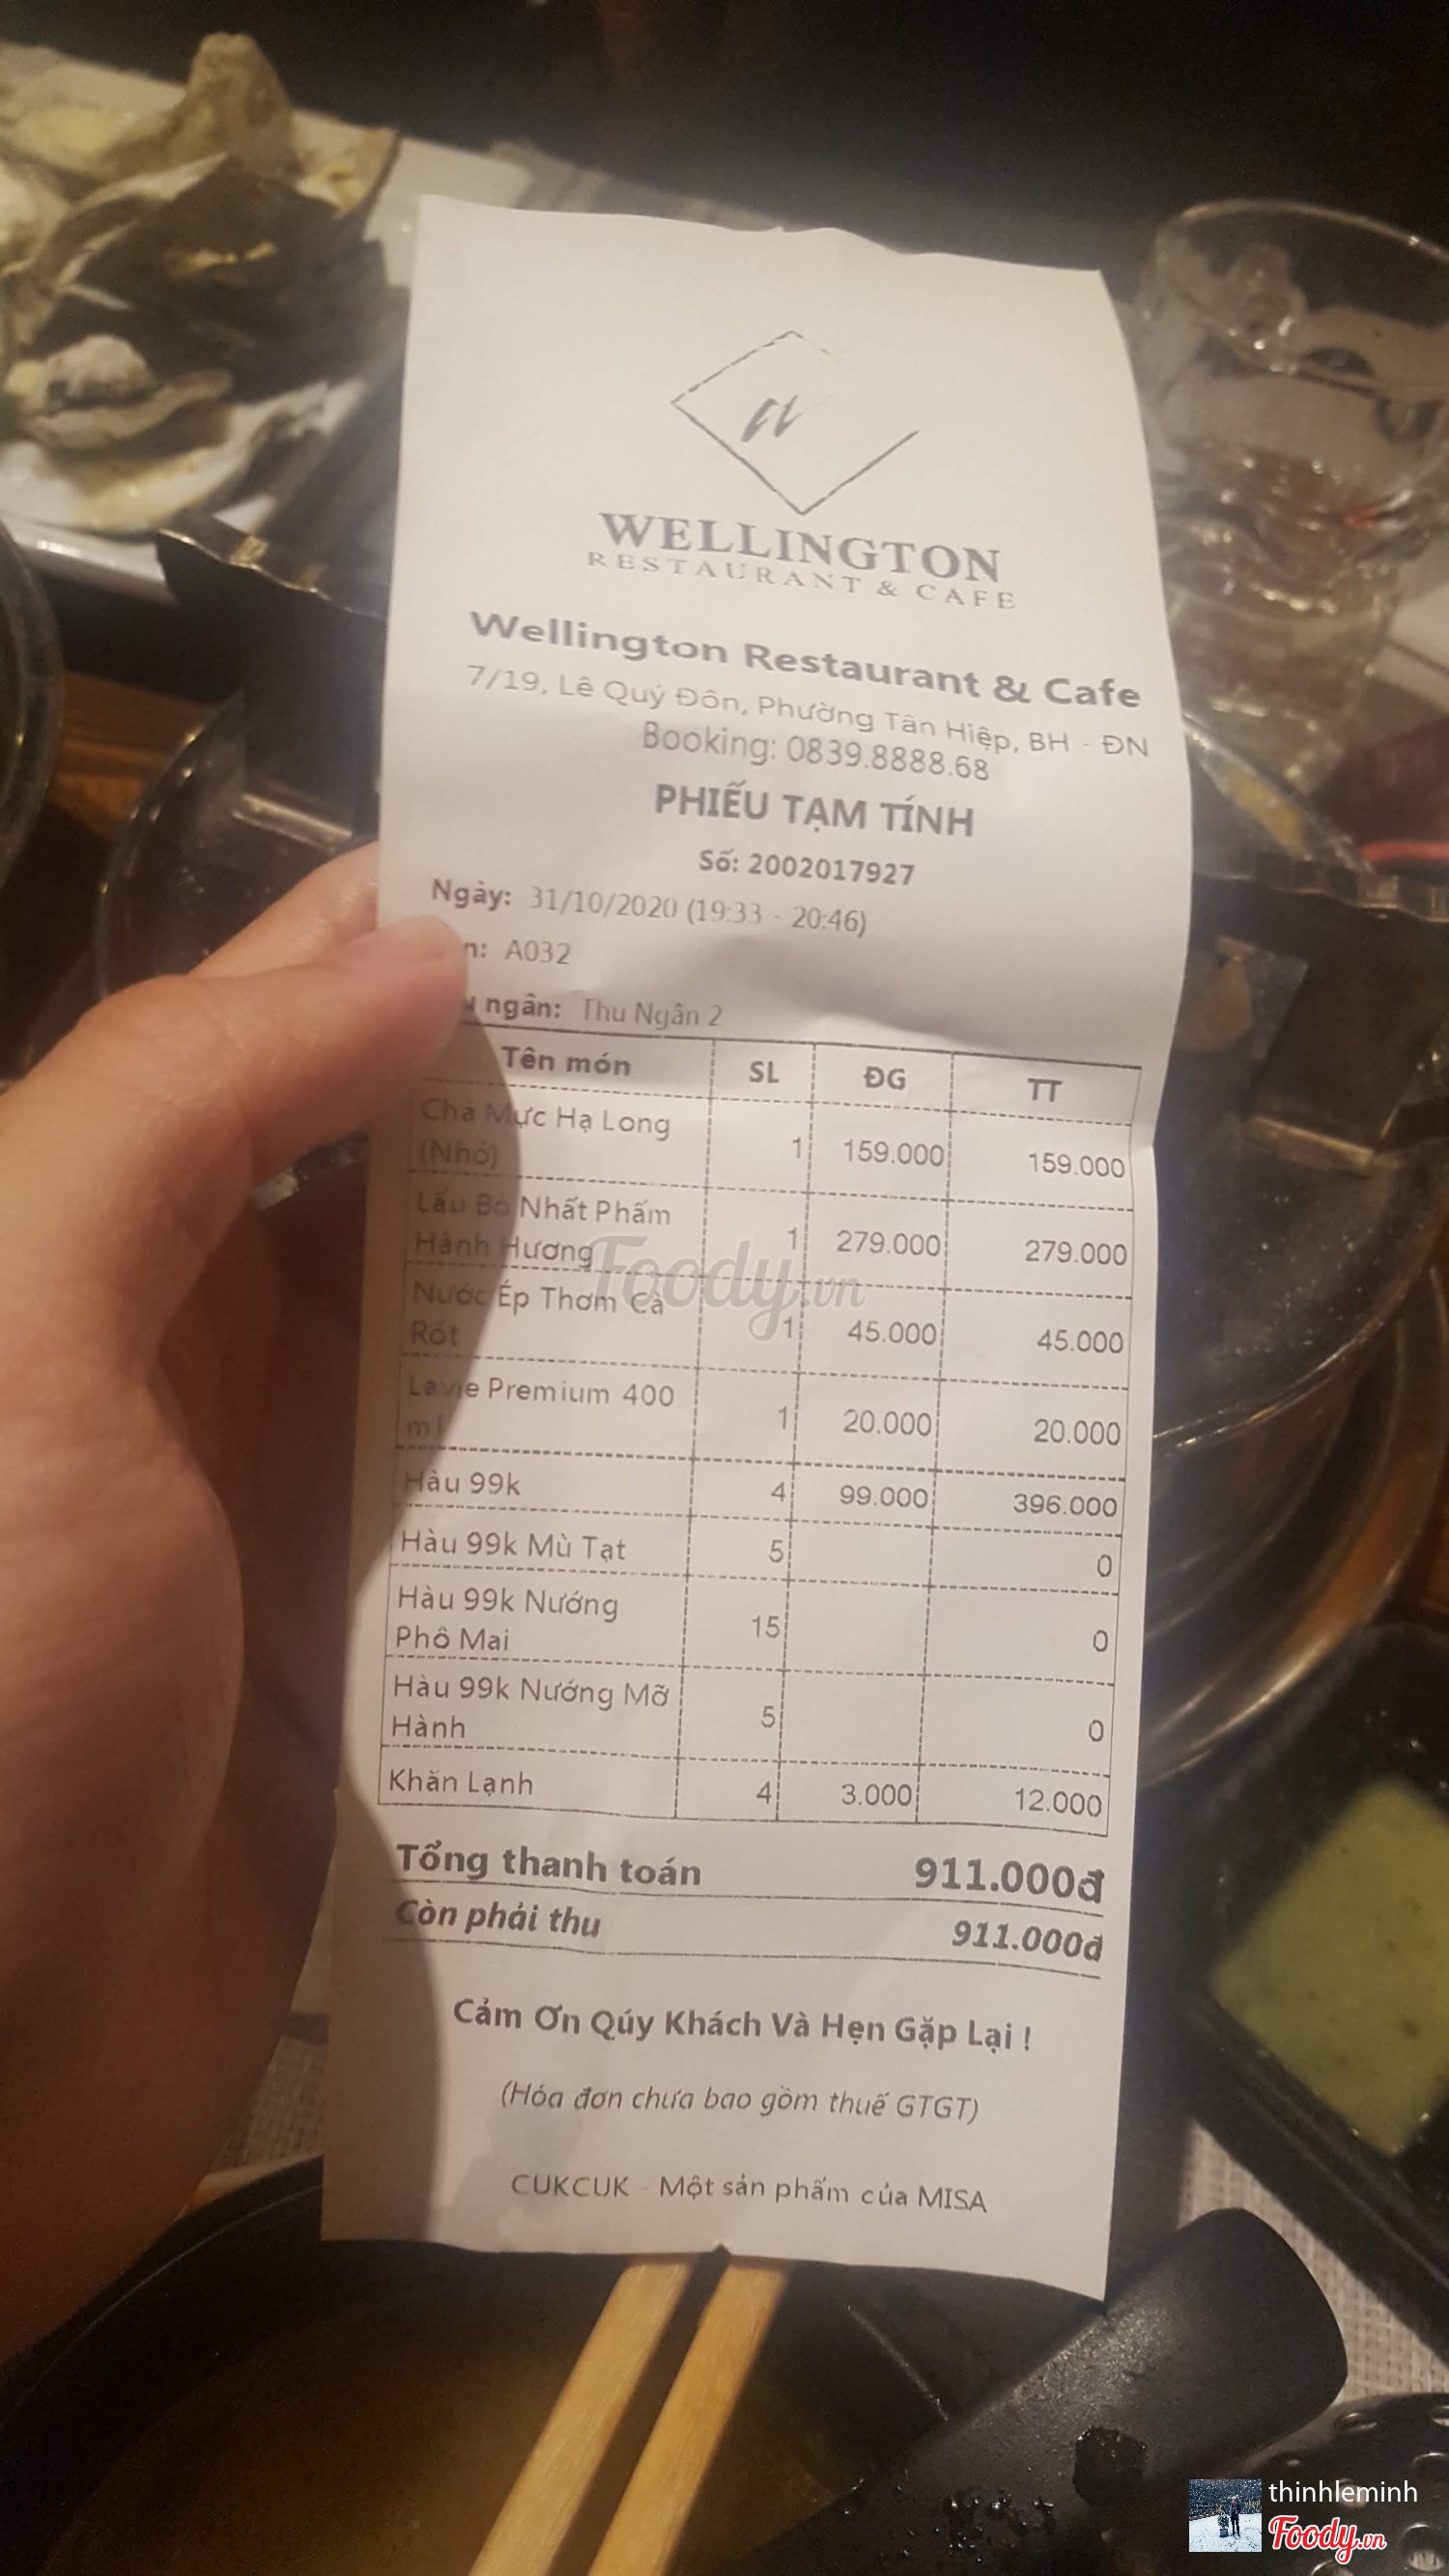 W
WELLINGTON
RESTAURANT & CAFE
Wellington Restaurant & Cafe
7/19, Lê Quý Đôn, Phường Tân Hiệp, BH - ĐN
Booking: 0839.8888.68
PHIẾU TẠM TÍNH
Số: 2002017927
Ngày: 31/10/2020 (19:33 - 20:46)
n: A032
ngân: Thu Ngân 2
Tên món SL ĐG TT
Chả Mực Hạ Long
(Nhỏ) 1 159.000 159.000
Lẩu Bò Nhất Phẩm
Hành Hương 1 279.000 279.000
Nước Ép Thơm Cà
Rốt 1 45.000 45.000
Lavie Premium 400
ml 1 20.000 20.000
Hàu 99k 4 99.000 396.000
Hàu 99k Mù Tạt 5 0
Hàu 99k Nướng
Phô Mai 15 0
Hàu 99k Nướng Mỡ
Hành 5 0
Khăn Lạnh 4 3.000 12.000
Tổng thanh toán 911.000đ
Còn phải thu 911.000đ
Cảm Ơn Qúy Khách Và Hẹn Gặp Lại !
(Hóa đơn chưa bao gồm thuế GTGT)
CUKCUK - Một sản phẩm của MISA
Foody.vn
thinhleminh
Foody.vn